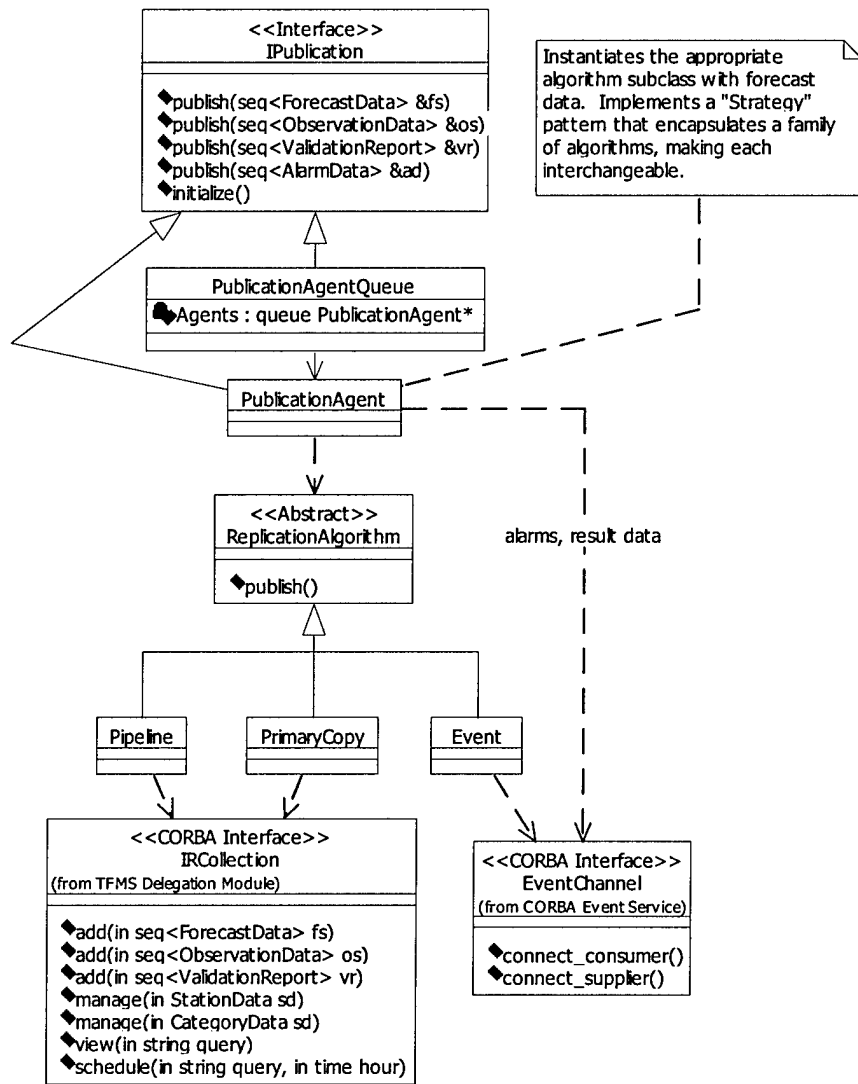 <<Interface>>
IPublication
publish(seq<ForecastData> &fs)
publish(seq<ObservationData> &os)
publish(seq<ValidationReport> &vr)
publish(seq<AlarmData> &ad)
initialize()
Instantiates the appropriate
algorithm subclass with forecast
data. Implements a "Strategy"
pattern that encapsulates a family
of algorithms, making each
interchangeable.
PublicationAgentQueue
Agents : queue PublicationAgent*
PublicationAgent
<<Abstract>>
ReplicationAlgorithm
publish()
alarms, result data
Pipeline
PrimaryCopy
Event
<<CORBA Interface>>
IRCollection
(from TFMS Delegation Module)
add(in seq<ForecastData> fs)
add(in seq<ObservationData> os)
add(in seq<ValidationReport> vr)
manage(in StationData sd)
manage(in CategoryData sd)
view(in string query)
schedule(in string query, in time hour)
<<CORBA Interface>>
EventChannel
(from CORBA Event Service)
connect_consumer()
connect_supplier()